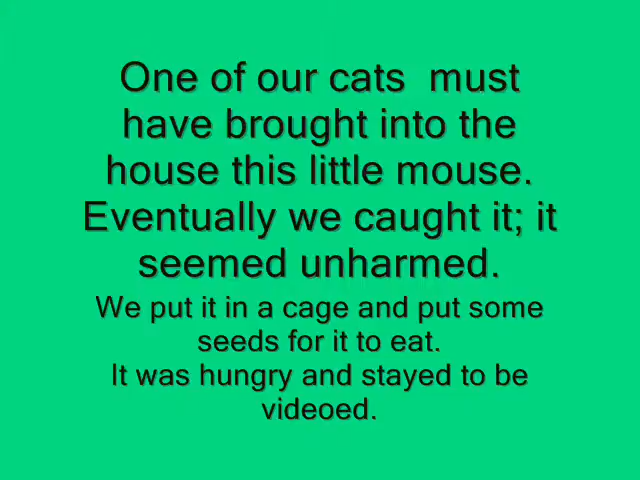 One of our cats  must
have brought into the
house this little mouse.
Eventually we caught it; it
seemed unharmed.
We put it in a cage and put some
seeds for it to eat.
It was hungry and stayed to be
videoed.